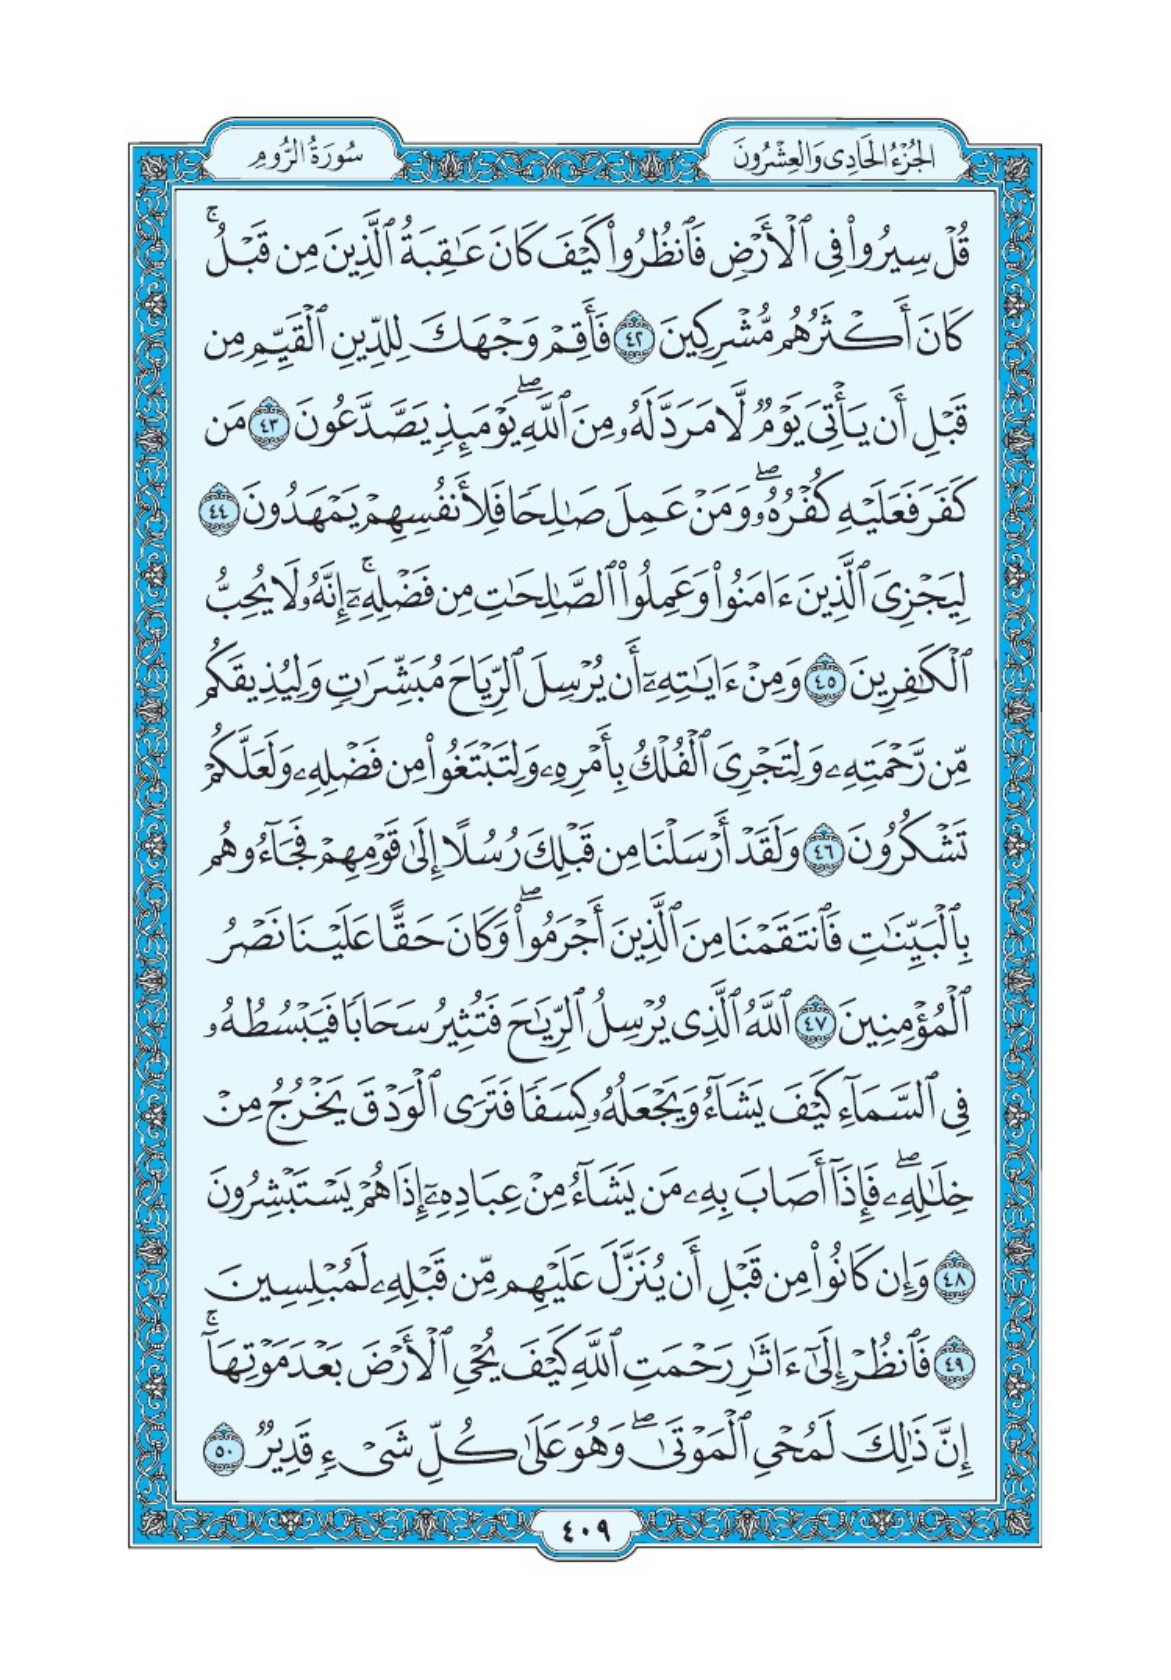 الجُزْءُ الحَادِى وَالعِشْرُونَ
سُورَةُ الرُّومِ
قُلْ سِيرُوا۟ فِى ٱلْأَرْضِ فَٱنظُرُوا۟ كَيْفَ كَانَ عَـٰقِبَةُ ٱلَّذِينَ مِن قَبْلُ ۚ
كَانَ أَكْثَرُهُم مُّشْرِكِينَ ٤٢ فَأَقِمْ وَجْهَكَ لِلدِّينِ ٱلْقَيِّمِ مِن
قَبْلِ أَن يَأْتِىَ يَوْمٌ لَّا مَرَدَّ لَهُۥ مِنَ ٱللَّهِ ۖ يَوْمَئِذٍ يَصَّدَّعُونَ ٤٣ مَن
كَفَرَ فَعَلَيْهِ كُفْرُهُۥ ۖ وَمَنْ عَمِلَ صَـٰلِحًا فَلِأَنفُسِهِمْ يَمْهَدُونَ ٤٤
لِيَجْزِىَ ٱلَّذِينَ ءَامَنُوا۟ وَعَمِلُوا۟ ٱلصَّـٰلِحَـٰتِ مِن فَضْلِهِۦٓ ۚ إِنَّهُۥ لَا يُحِبُّ
ٱلْكَـٰفِرِينَ ٤٥ وَمِنْ ءَايَـٰتِهِۦٓ أَن يُرْسِلَ ٱلرِّيَاحَ مُبَشِّرَٰتٍ وَلِيُذِيقَكُم
مِّن رَّحْمَتِهِۦ وَلِتَجْرِىَ ٱلْفُلْكُ بِأَمْرِهِۦ وَلِتَبْتَغُوا۟ مِن فَضْلِهِۦ وَلَعَلَّكُمْ
تَشْكُرُونَ ٤٦ وَلَقَدْ أَرْسَلْنَا مِن قَبْلِكَ رُسُلًا إِلَىٰ قَوْمِهِمْ فَجَآءُوهُم
بِٱلْبَيِّنَـٰتِ فَٱنتَقَمْنَا مِنَ ٱلَّذِينَ أَجْرَمُوا۟ ۖ وَكَانَ حَقًّا عَلَيْنَا نَصْرُ
ٱلْمُؤْمِنِينَ ٤٧ ٱللَّهُ ٱلَّذِى يُرْسِلُ ٱلرِّيَـٰحَ فَتُثِيرُ سَحَابًا فَيَبْسُطُهُۥ
فِى ٱلسَّمَآءِ كَيْفَ يَشَآءُ وَيَجْعَلُهُۥ كِسَفًا فَتَرَى ٱلْوَدْقَ يَخْرُجُ مِنْ
خِلَـٰلِهِۦ ۖ فَإِذَآ أَصَابَ بِهِۦ مَن يَشَآءُ مِنْ عِبَادِهِۦٓ إِذَا هُمْ يَسْتَبْشِرُونَ
٤٨ وَإِن كَانُوا۟ مِن قَبْلِ أَن يُنَزَّلَ عَلَيْهِم مِّن قَبْلِهِۦ لَمُبْلِسِينَ
٤٩ فَٱنظُرْ إِلَىٰٓ ءَاثَـٰرِ رَحْمَتِ ٱللَّهِ كَيْفَ يُحْىِ ٱلْأَرْضَ بَعْدَ مَوْتِهَآ ۚ
إِنَّ ذَٰلِكَ لَمُحْىِ ٱلْمَوْتَىٰ ۖ وَهُوَ عَلَىٰ كُلِّ شَىْءٍ قَدِيرٌ ٥٠
٤٠٩